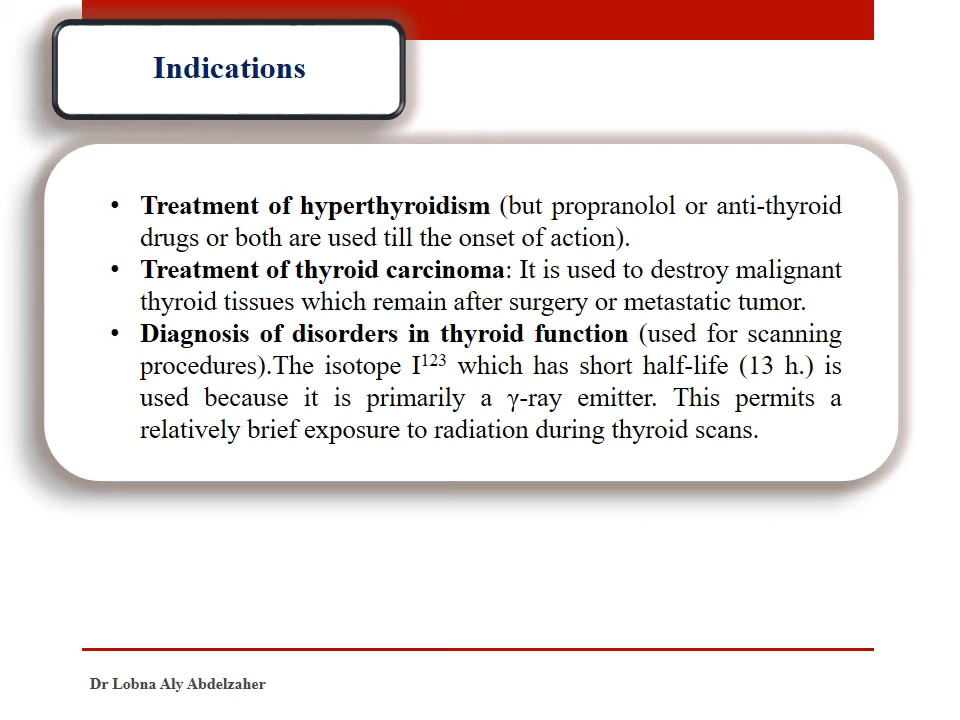 Indications
• Treatment of hyperthyroidism (but propranolol or anti-thyroid
drugs or both are used till the onset of action).
• Treatment of thyroid carcinoma: It is used to destroy malignant
thyroid tissues which remain after surgery or metastatic tumor.
• Diagnosis of disorders in thyroid function (used for scanning
procedures).The isotope I¹²³ which has short half-life (13 h.) is
used because it is primarily a γ-ray emitter. This permits a
relatively brief exposure to radiation during thyroid scans.
Dr Lobna Aly Abdelzaher